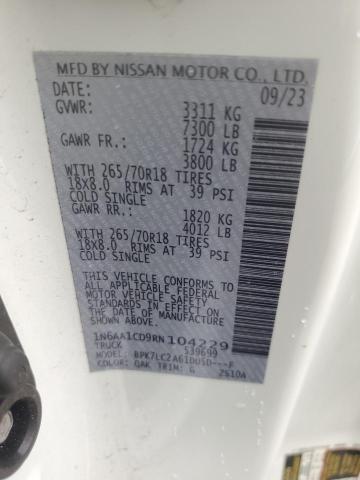 MFD BY NISSAN MOTOR CO., LTD.
DATE: 09/23
GVWR: 3311 KG
7300 LB
GAWR FR: 1724 KG
3800 LB
WITH 265/70R18 TIRES
18X8.0 RIMS AT 39 PSI
COLD SINGLE
GAWR RR: 1820 KG
4012 LB
WITH 265/70R18 TIRES
18X8.0 RIMS AT 39 PSI
COLD SINGLE
THIS VEHICLE CONFORMS TO
ALL APPLICABLE FEDERAL
MOTOR VEHICLE SAFETY
STANDARDS IN EFFECT ON
THE DATE OF MANUFACTURE
SHOWN ABOVE.
1N6AA1CD9RN104229
TRUCK 539699
MODEL: BPK7LC2A61DUSD---F
COLOR: QAK TRIM: G 2510A